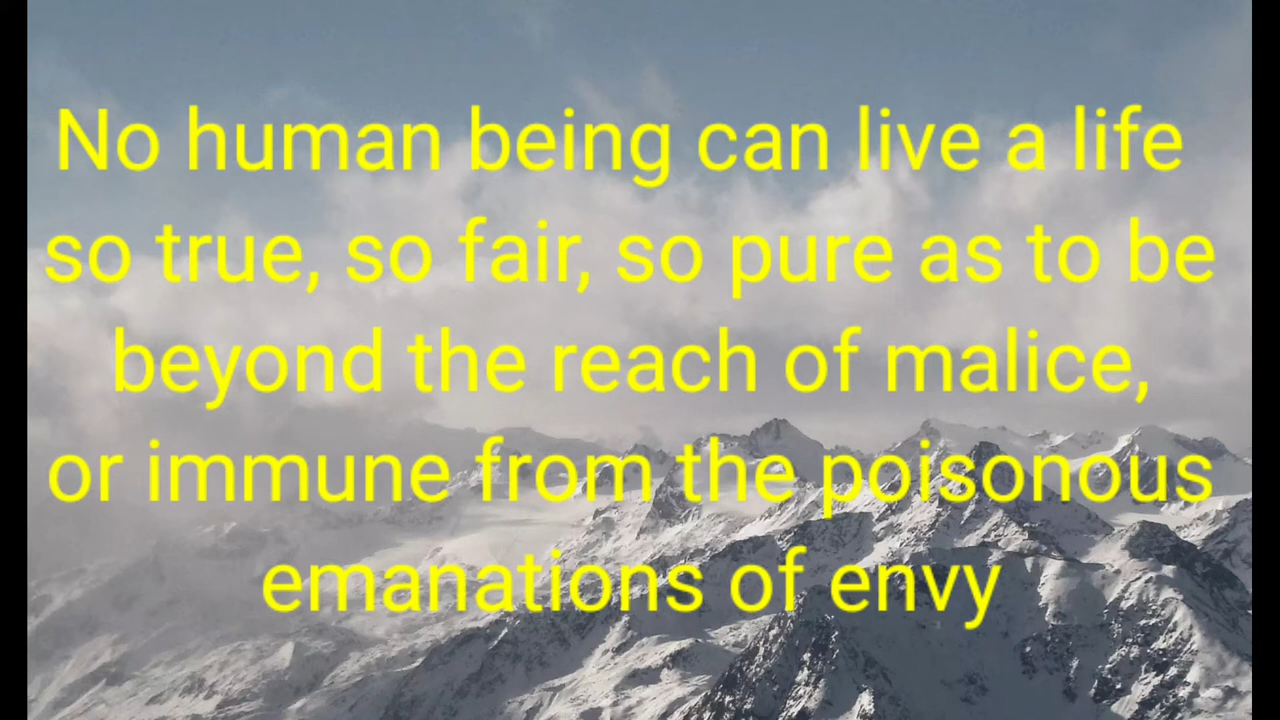 No human being can live a life
so true, so fair, so pure as to be
beyond the reach of malice,
or immune from the poisonous
emanations of envy